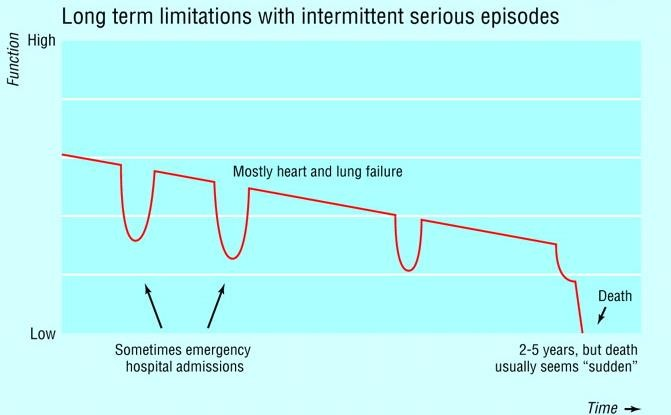 Long term limitations with intermittent serious episodes
High
Function
Mostly heart and lung failure
Death
Low
Sometimes emergency
hospital admissions
2-5 years, but death
usually seems “sudden”
Time